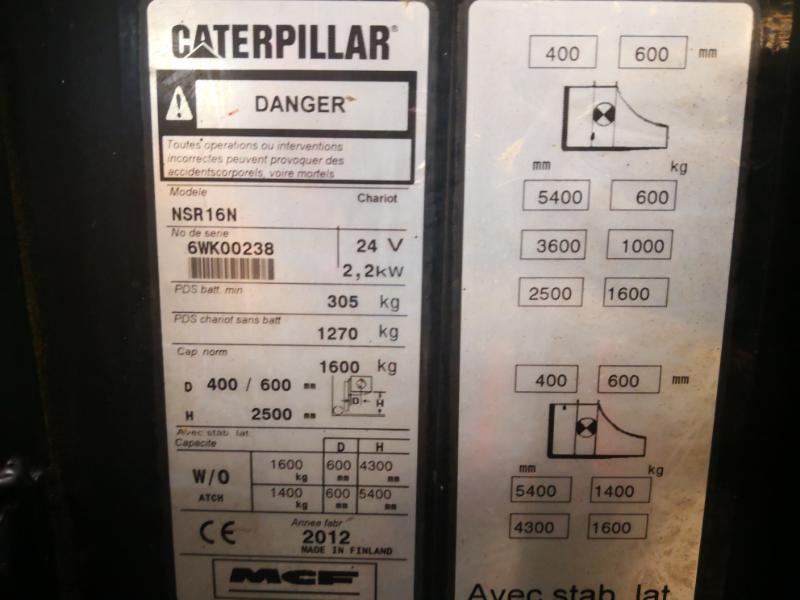 CATERPILLAR®
DANGER
Toutes operations ou interventions
incorrectes peuvent provoquer des
accidentscorporels, voire mortels
Modele Chariot
NSR16N
No de serie
6WK00238 24 V
2,2kW
PDS batt. min
305 kg
PDS chariot sans batt
1270 kg
Cap norm
1600 kg
D 400 / 600 mm
D H
H 2500 mm
Avec stab. lat.
Capacite D H
W/O 1600 kg 600 mm 4300 mm
ATCH 1400 kg 600 mm 5400 mm
CE
Annee fabr
2012
MADE IN FINLAND
MCF
400 600 mm
mm kg
5400 600
3600 1000
2500 1600
400 600 mm
mm kg
5400 1400
4300 1600
Avec stab. lat.